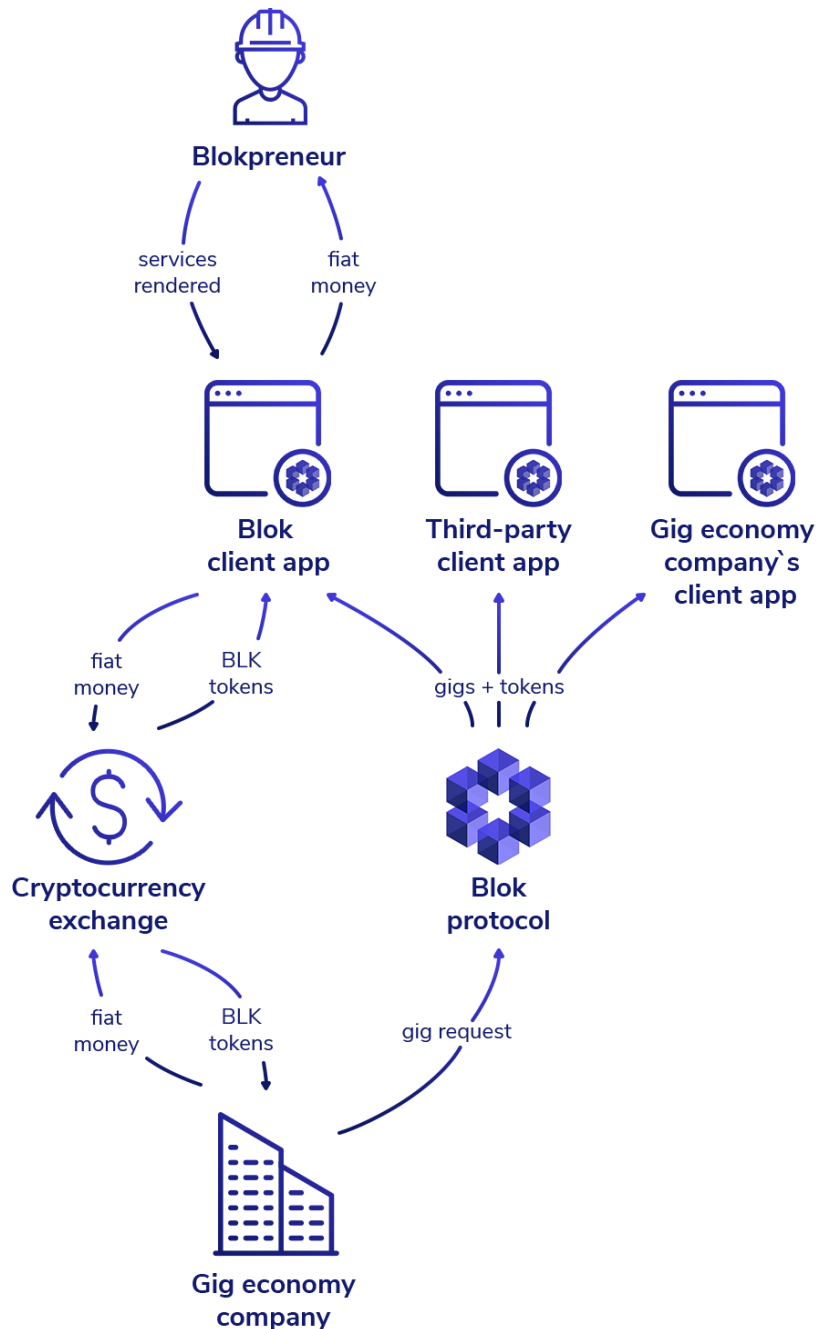 Blokpreneur
services
rendered
fiat
money
Blok
client app
Third-party
client app
Gig economy
company`s
client app
fiat
money
BLK
tokens
gigs + tokens
Cryptocurrency
exchange
Blok
protocol
fiat
money
BLK
tokens
gig request
Gig economy
company